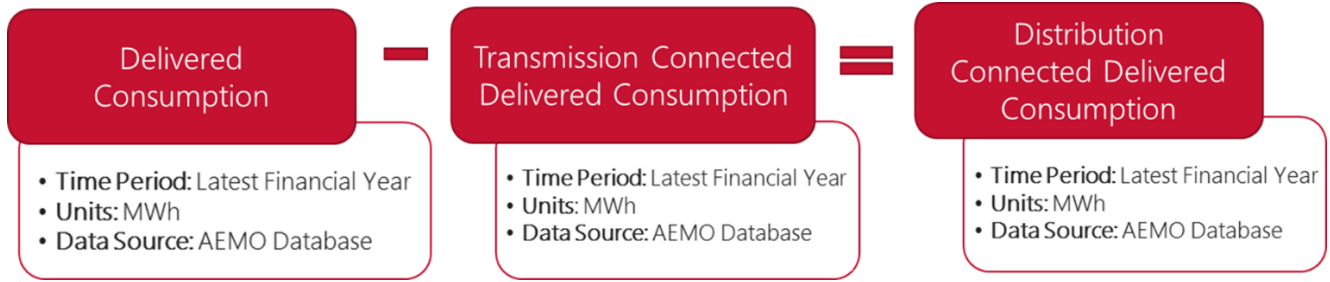 Delivered
Consumption
• Time Period: Latest Financial Year
• Units: MWh
• Data Source: AEMO Database
−
Transmission Connected
Delivered Consumption
• Time Period: Latest Financial Year
• Units: MWh
• Data Source: AEMO Database
=
Distribution
Connected Delivered
Consumption
• Time Period: Latest Financial Year
• Units: MWh
• Data Source: AEMO Database